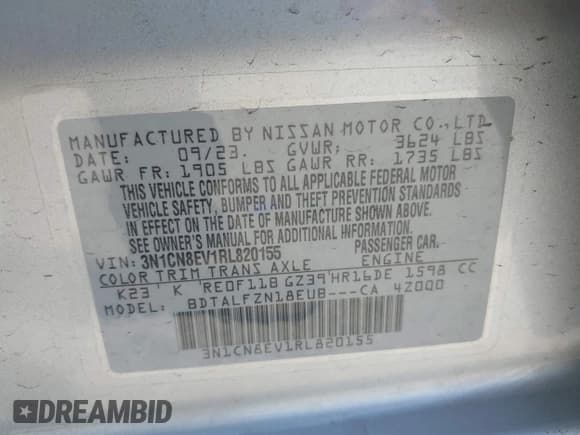 MANUFACTURED BY NISSAN MOTOR CO., LTD.
DATE: 09/23. GVWR: 3624 LBS
GAWR FR: 1905 LBS GAWR RR: 1735 LBS
THIS VEHICLE CONFORMS TO ALL APPLICABLE FEDERAL MOTOR
VEHICLE SAFETY, BUMPER AND THEFT PREVENTION STANDARDS
IN EFFECT ON THE DATE OF MANUFACTURE SHOWN ABOVE.
SEE OWNER'S MANUAL FOR ADDITIONAL INFORMATION.
VIN: 3N1CN8EV1RL820155 PASSENGER CAR.
COLOR TRIM TRANS AXLE ENGINE
K23 K RE0F11B GZ39 HR16DE 1598 CC
MODEL: BDTALFZN18EUB---CA 4Z0Q0
3N1CN8EV1RL820155
DREAMBID